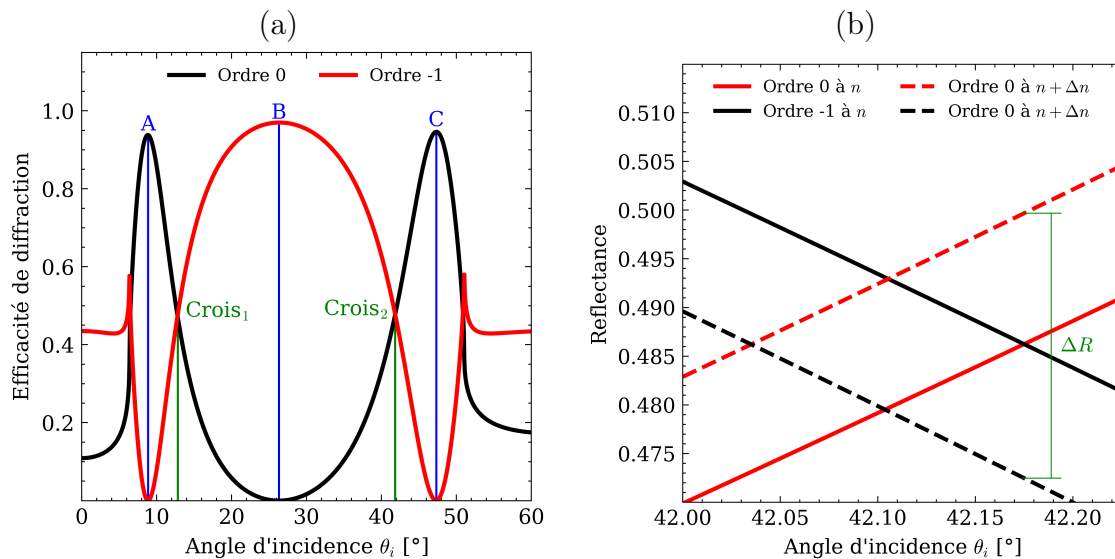 (a)
Ordre 0
Ordre -1
A
B
C
Crois₁
Crois₂
Efficacité de diffraction
1.0
0.8
0.6
0.4
0.2
0 10 20 30 40 50 60
Angle d'incidence θᵢ [°]
(b)
Ordre 0 à n
Ordre -1 à n
Ordre 0 à n + Δn
Ordre 0 à n + Δn
ΔR
Reflectance
0.510
0.505
0.500
0.495
0.490
0.485
0.480
0.475
42.00 42.05 42.10 42.15 42.20
Angle d'incidence θᵢ [°]